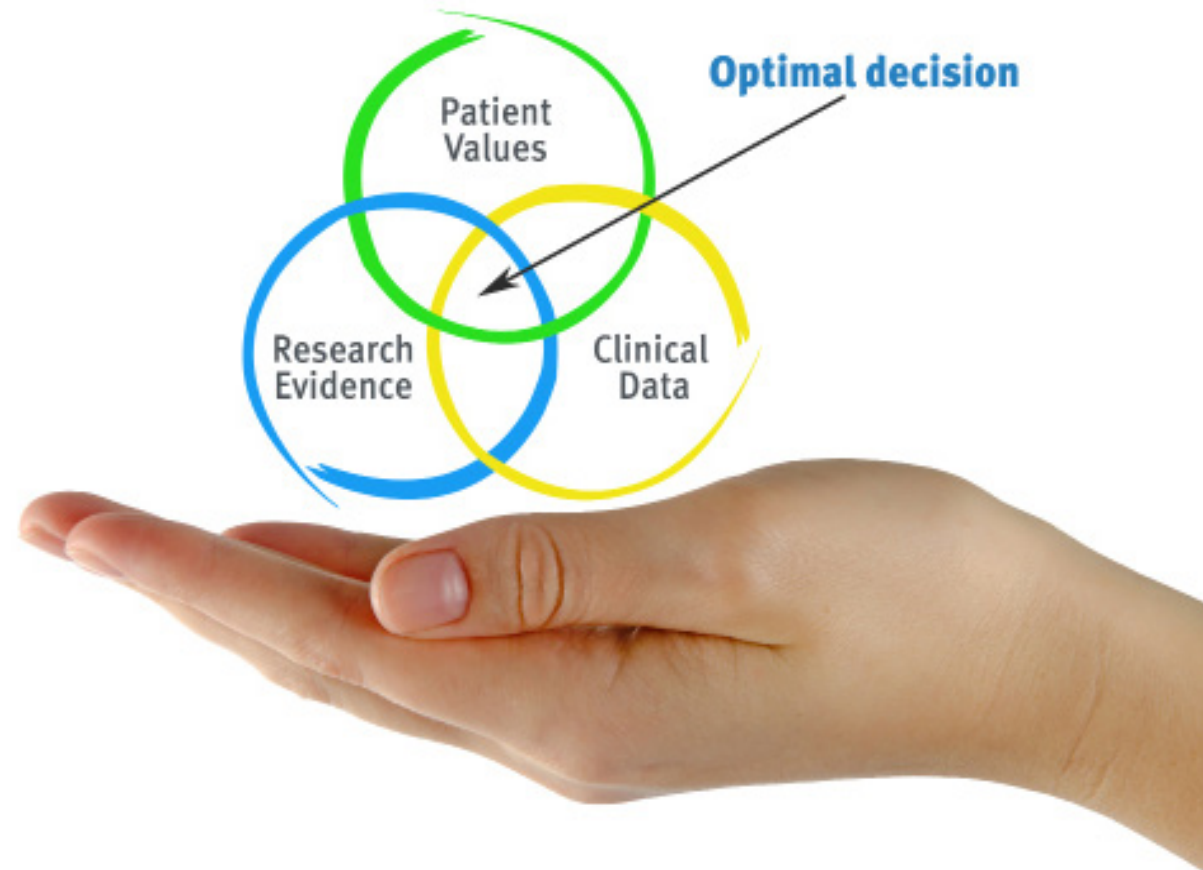 Optimal decision
Patient
Values
Research
Evidence
Clinical
Data